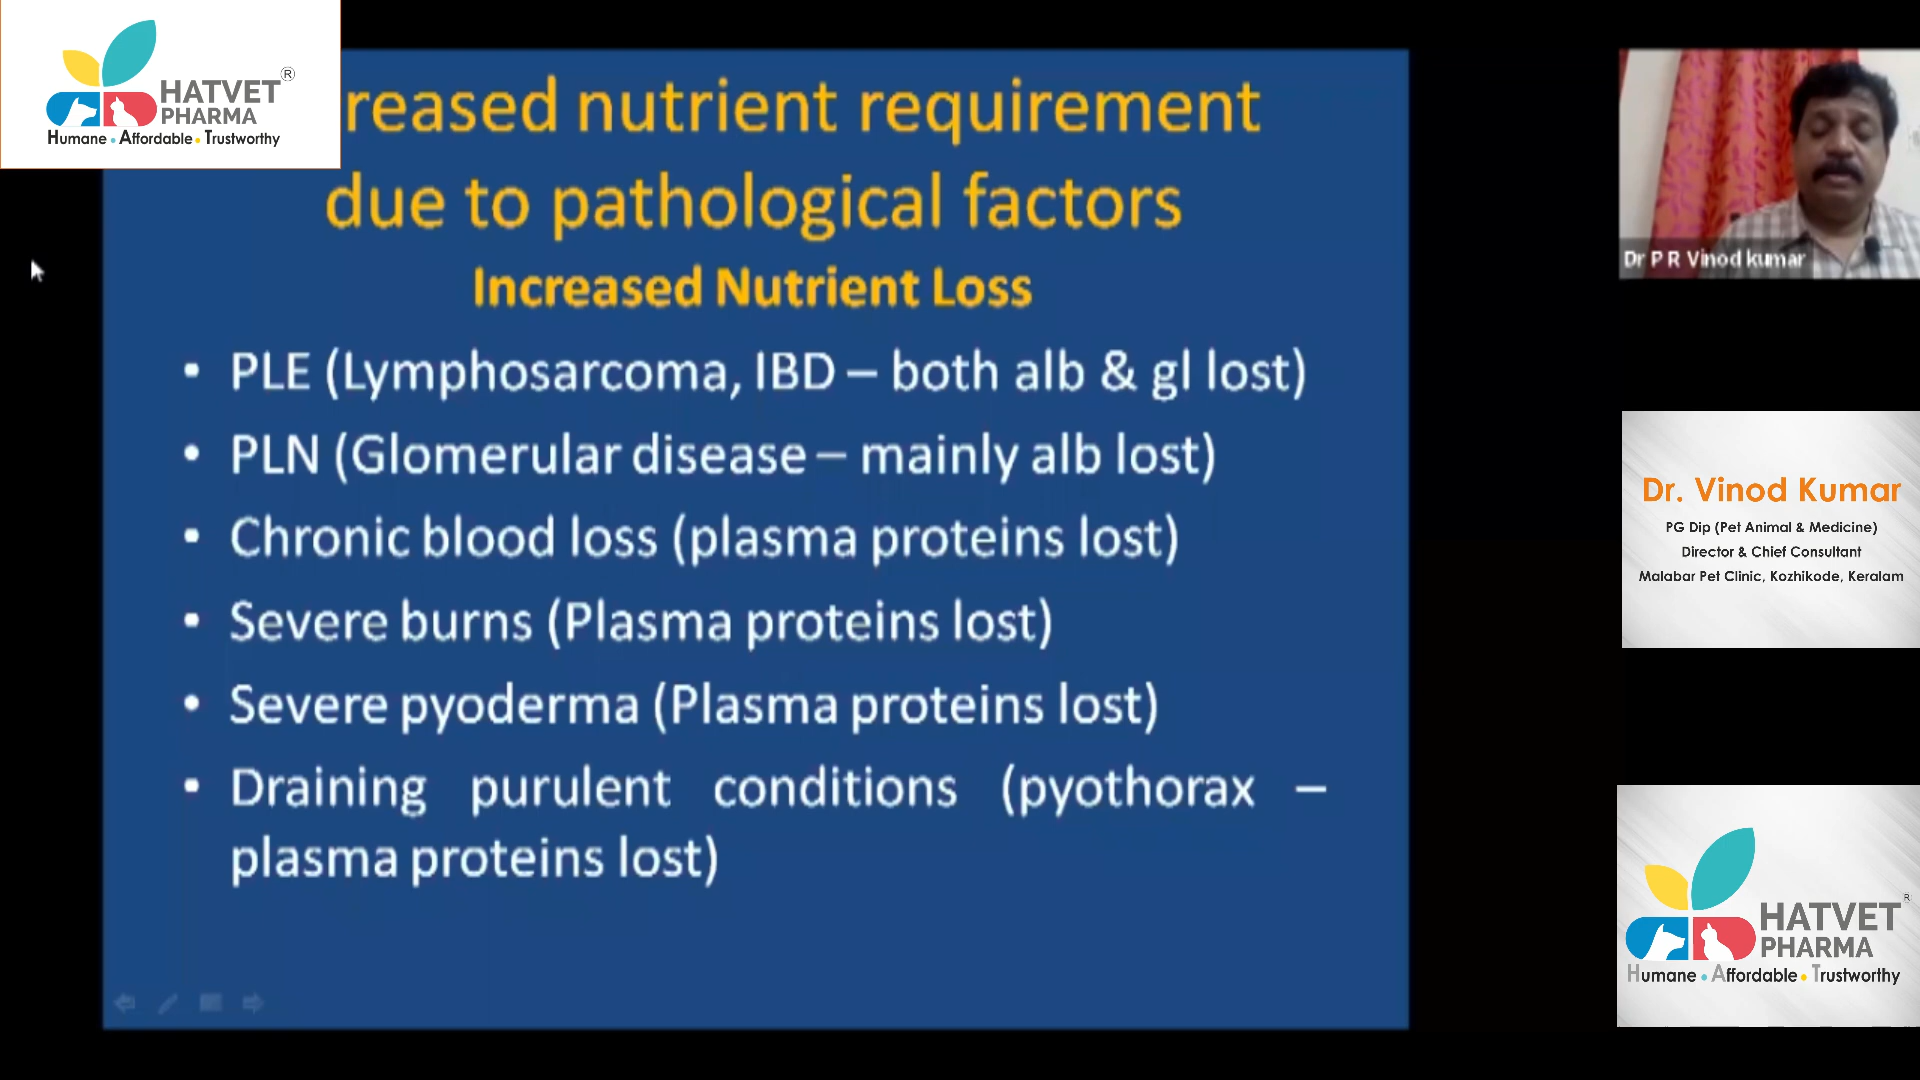 HATVET®
PHARMA
Humane • Affordable • Trustworthy
reased nutrient requirement
due to pathological factors
Increased Nutrient Loss
• PLE (Lymphosarcoma, IBD – both alb & gl lost)
• PLN (Glomerular disease – mainly alb lost)
• Chronic blood loss (plasma proteins lost)
• Severe burns (Plasma proteins lost)
• Severe pyoderma (Plasma proteins lost)
• Draining purulent conditions (pyothorax –
plasma proteins lost)
Dr P R Vinod kumar
Dr. Vinod Kumar
PG Dip (Pet Animal & Medicine)
Director & Chief Consultant
Malabar Pet Clinic, Kozhikode, Keralam
HATVET®
PHARMA
Humane • Affordable • Trustworthy